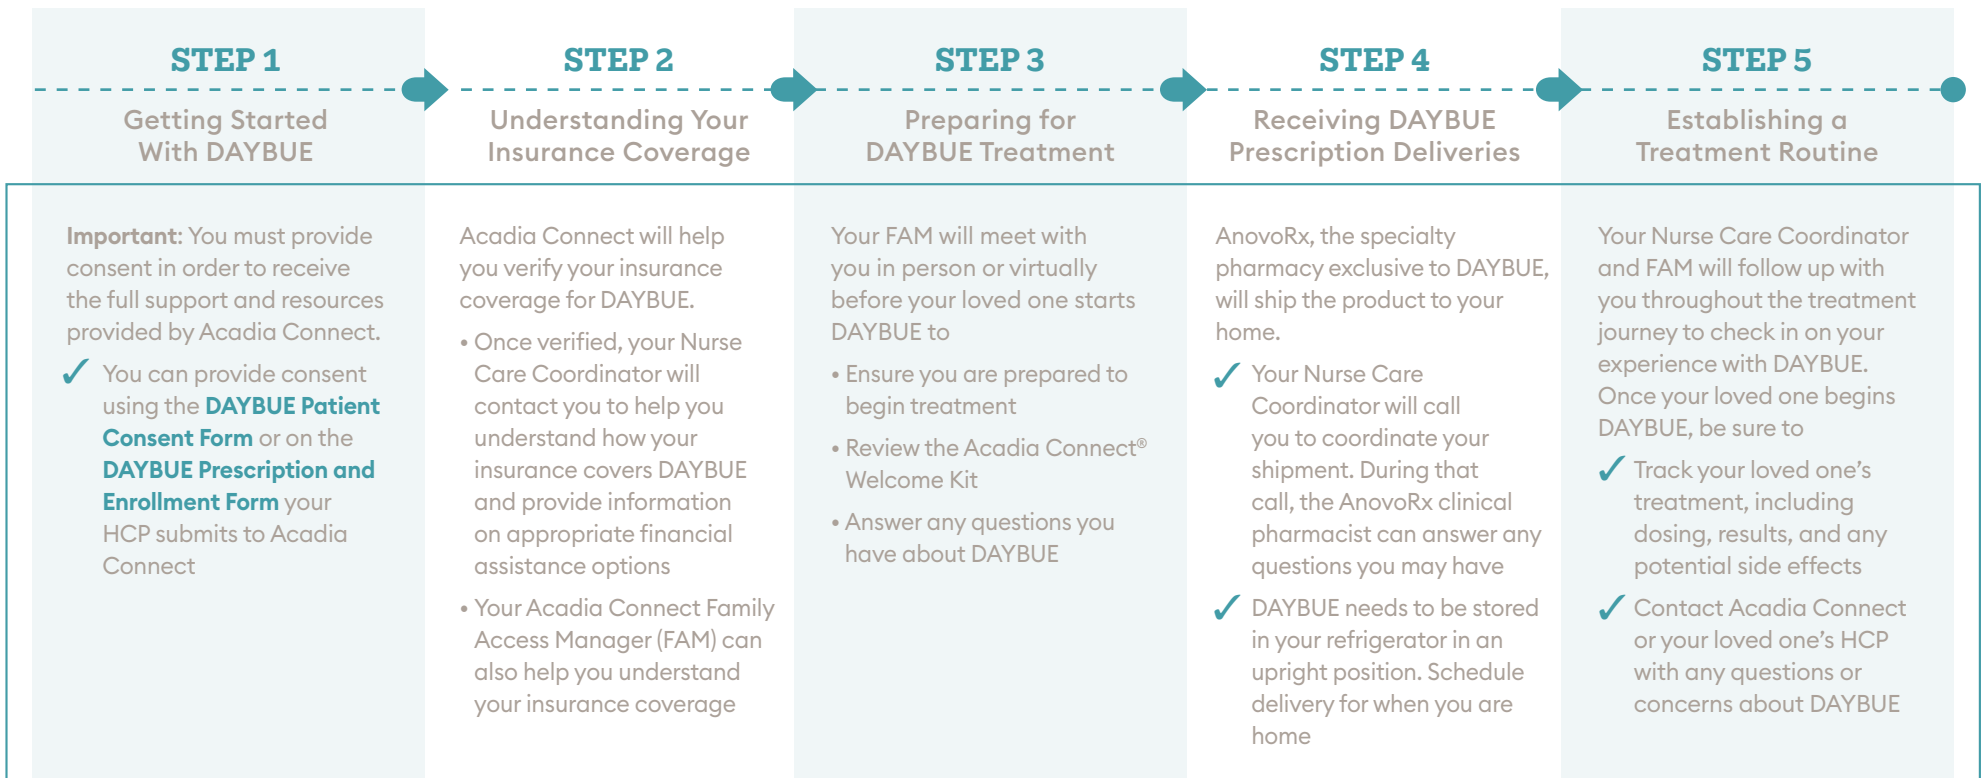 STEP 1
Getting Started
With DAYBUE
Important: You must provide
consent in order to receive
the full support and resources
provided by Acadia Connect.
✓ You can provide consent
using the DAYBUE Patient
Consent Form or on the
DAYBUE Prescription and
Enrollment Form your
HCP submits to Acadia
Connect
STEP 2
Understanding Your
Insurance Coverage
Acadia Connect will help
you verify your insurance
coverage for DAYBUE.
• Once verified, your Nurse
Care Coordinator will
contact you to help you
understand how your
insurance covers DAYBUE
and provide information
on appropriate financial
assistance options
• Your Acadia Connect Family
Access Manager (FAM) can
also help you understand
your insurance coverage
STEP 3
Preparing for
DAYBUE Treatment
Your FAM will meet with
you in person or virtually
before your loved one starts
DAYBUE to
• Ensure you are prepared to
begin treatment
• Review the Acadia Connect®
Welcome Kit
• Answer any questions you
have about DAYBUE
STEP 4
Receiving DAYBUE
Prescription Deliveries
AnovoRx, the specialty
pharmacy exclusive to DAYBUE,
will ship the product to your
home.
✓ Your Nurse Care
Coordinator will call
you to coordinate your
shipment. During that
call, the AnovoRx clinical
pharmacist can answer any
questions you may have
✓ DAYBUE needs to be stored
in your refrigerator in an
upright position. Schedule
delivery for when you are
home
STEP 5
Establishing a
Treatment Routine
Your Nurse Care Coordinator
and FAM will follow up with
you throughout the treatment
journey to check in on your
experience with DAYBUE.
Once your loved one begins
DAYBUE, be sure to
✓ Track your loved one's
treatment, including
dosing, results, and any
potential side effects
✓ Contact Acadia Connect
or your loved one's HCP
with any questions or
concerns about DAYBUE